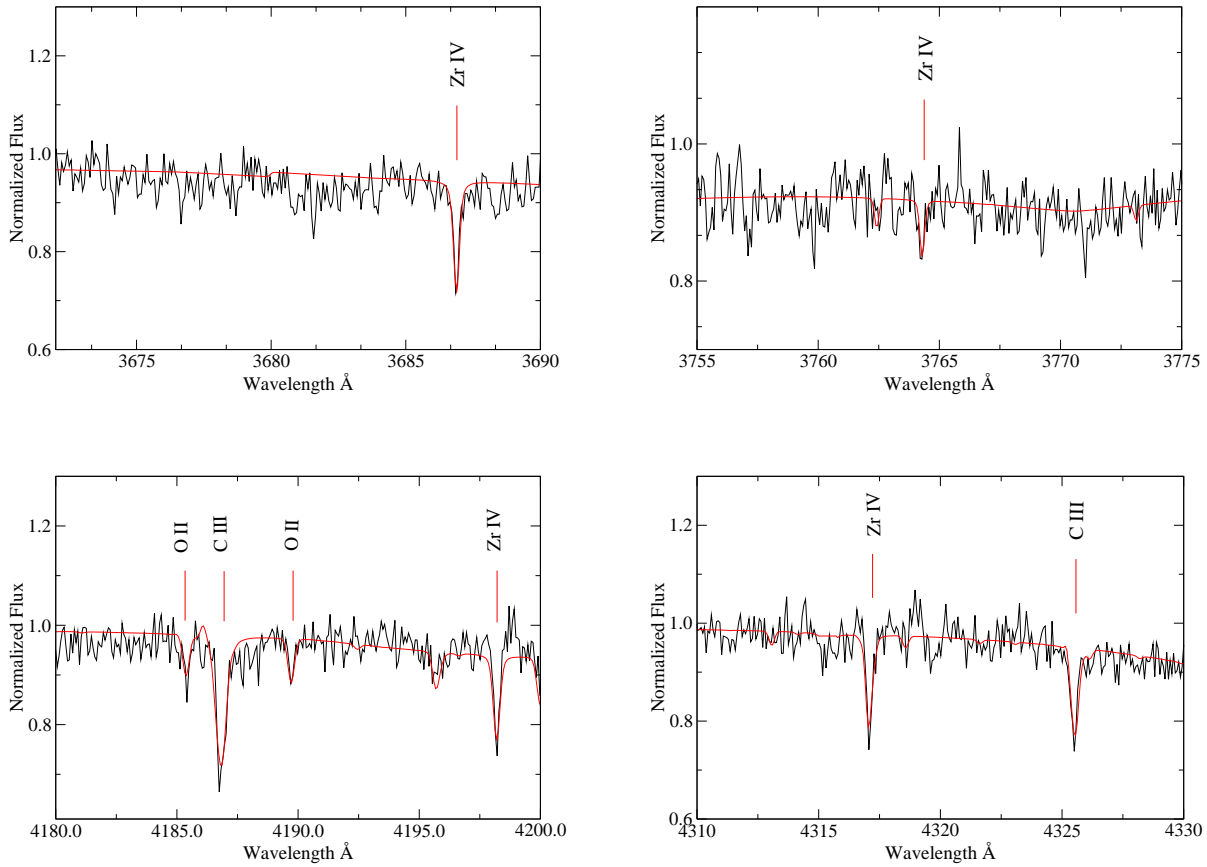 Zr IV
1.2
1.0
0.8
0.6
Normalized Flux
3675
3680
3685
3690
Wavelength Å
Zr IV
1.0
0.8
Normalized Flux
3755
3760
3765
3770
3775
Wavelength Å
O II
C III
O II
Zr IV
1.2
1.0
0.8
Normalized Flux
4180.0
4185.0
4190.0
4195.0
4200.0
Wavelength Å
Zr IV
C III
1.2
1.0
0.8
0.6
Normalized Flux
4310
4315
4320
4325
4330
Wavelength Å